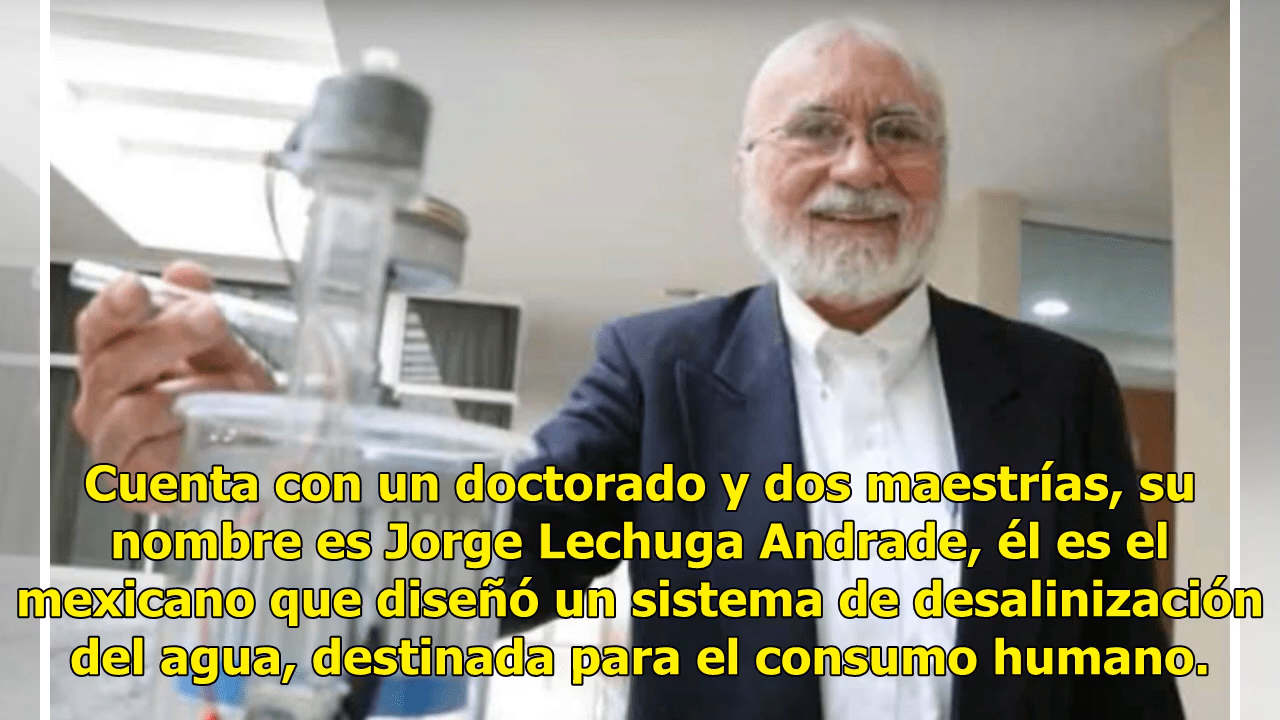 Cuenta con un doctorado y dos maestrías, su
nombre es Jorge Lechuga Andrade, él es el
mexicano que diseñó un sistema de desalinización
del agua, destinada para el consumo humano.